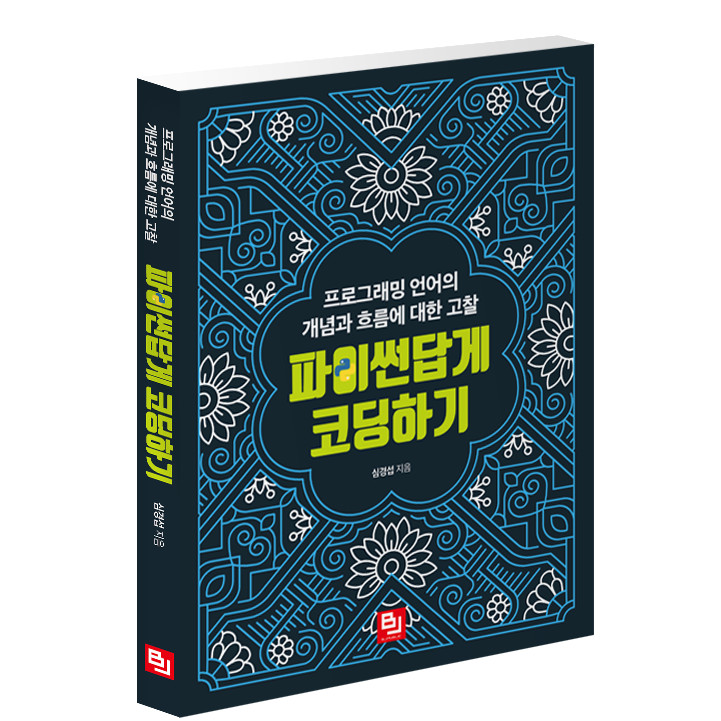 프로그래밍 언어의
개념과 흐름에 대한 고찰
파이썬답게
코딩하기
심경섭 지음
BJ
프로그래밍 언어의
개념과 흐름에 대한 고찰
파이썬답게 코딩하기
심경섭 지음
BJ